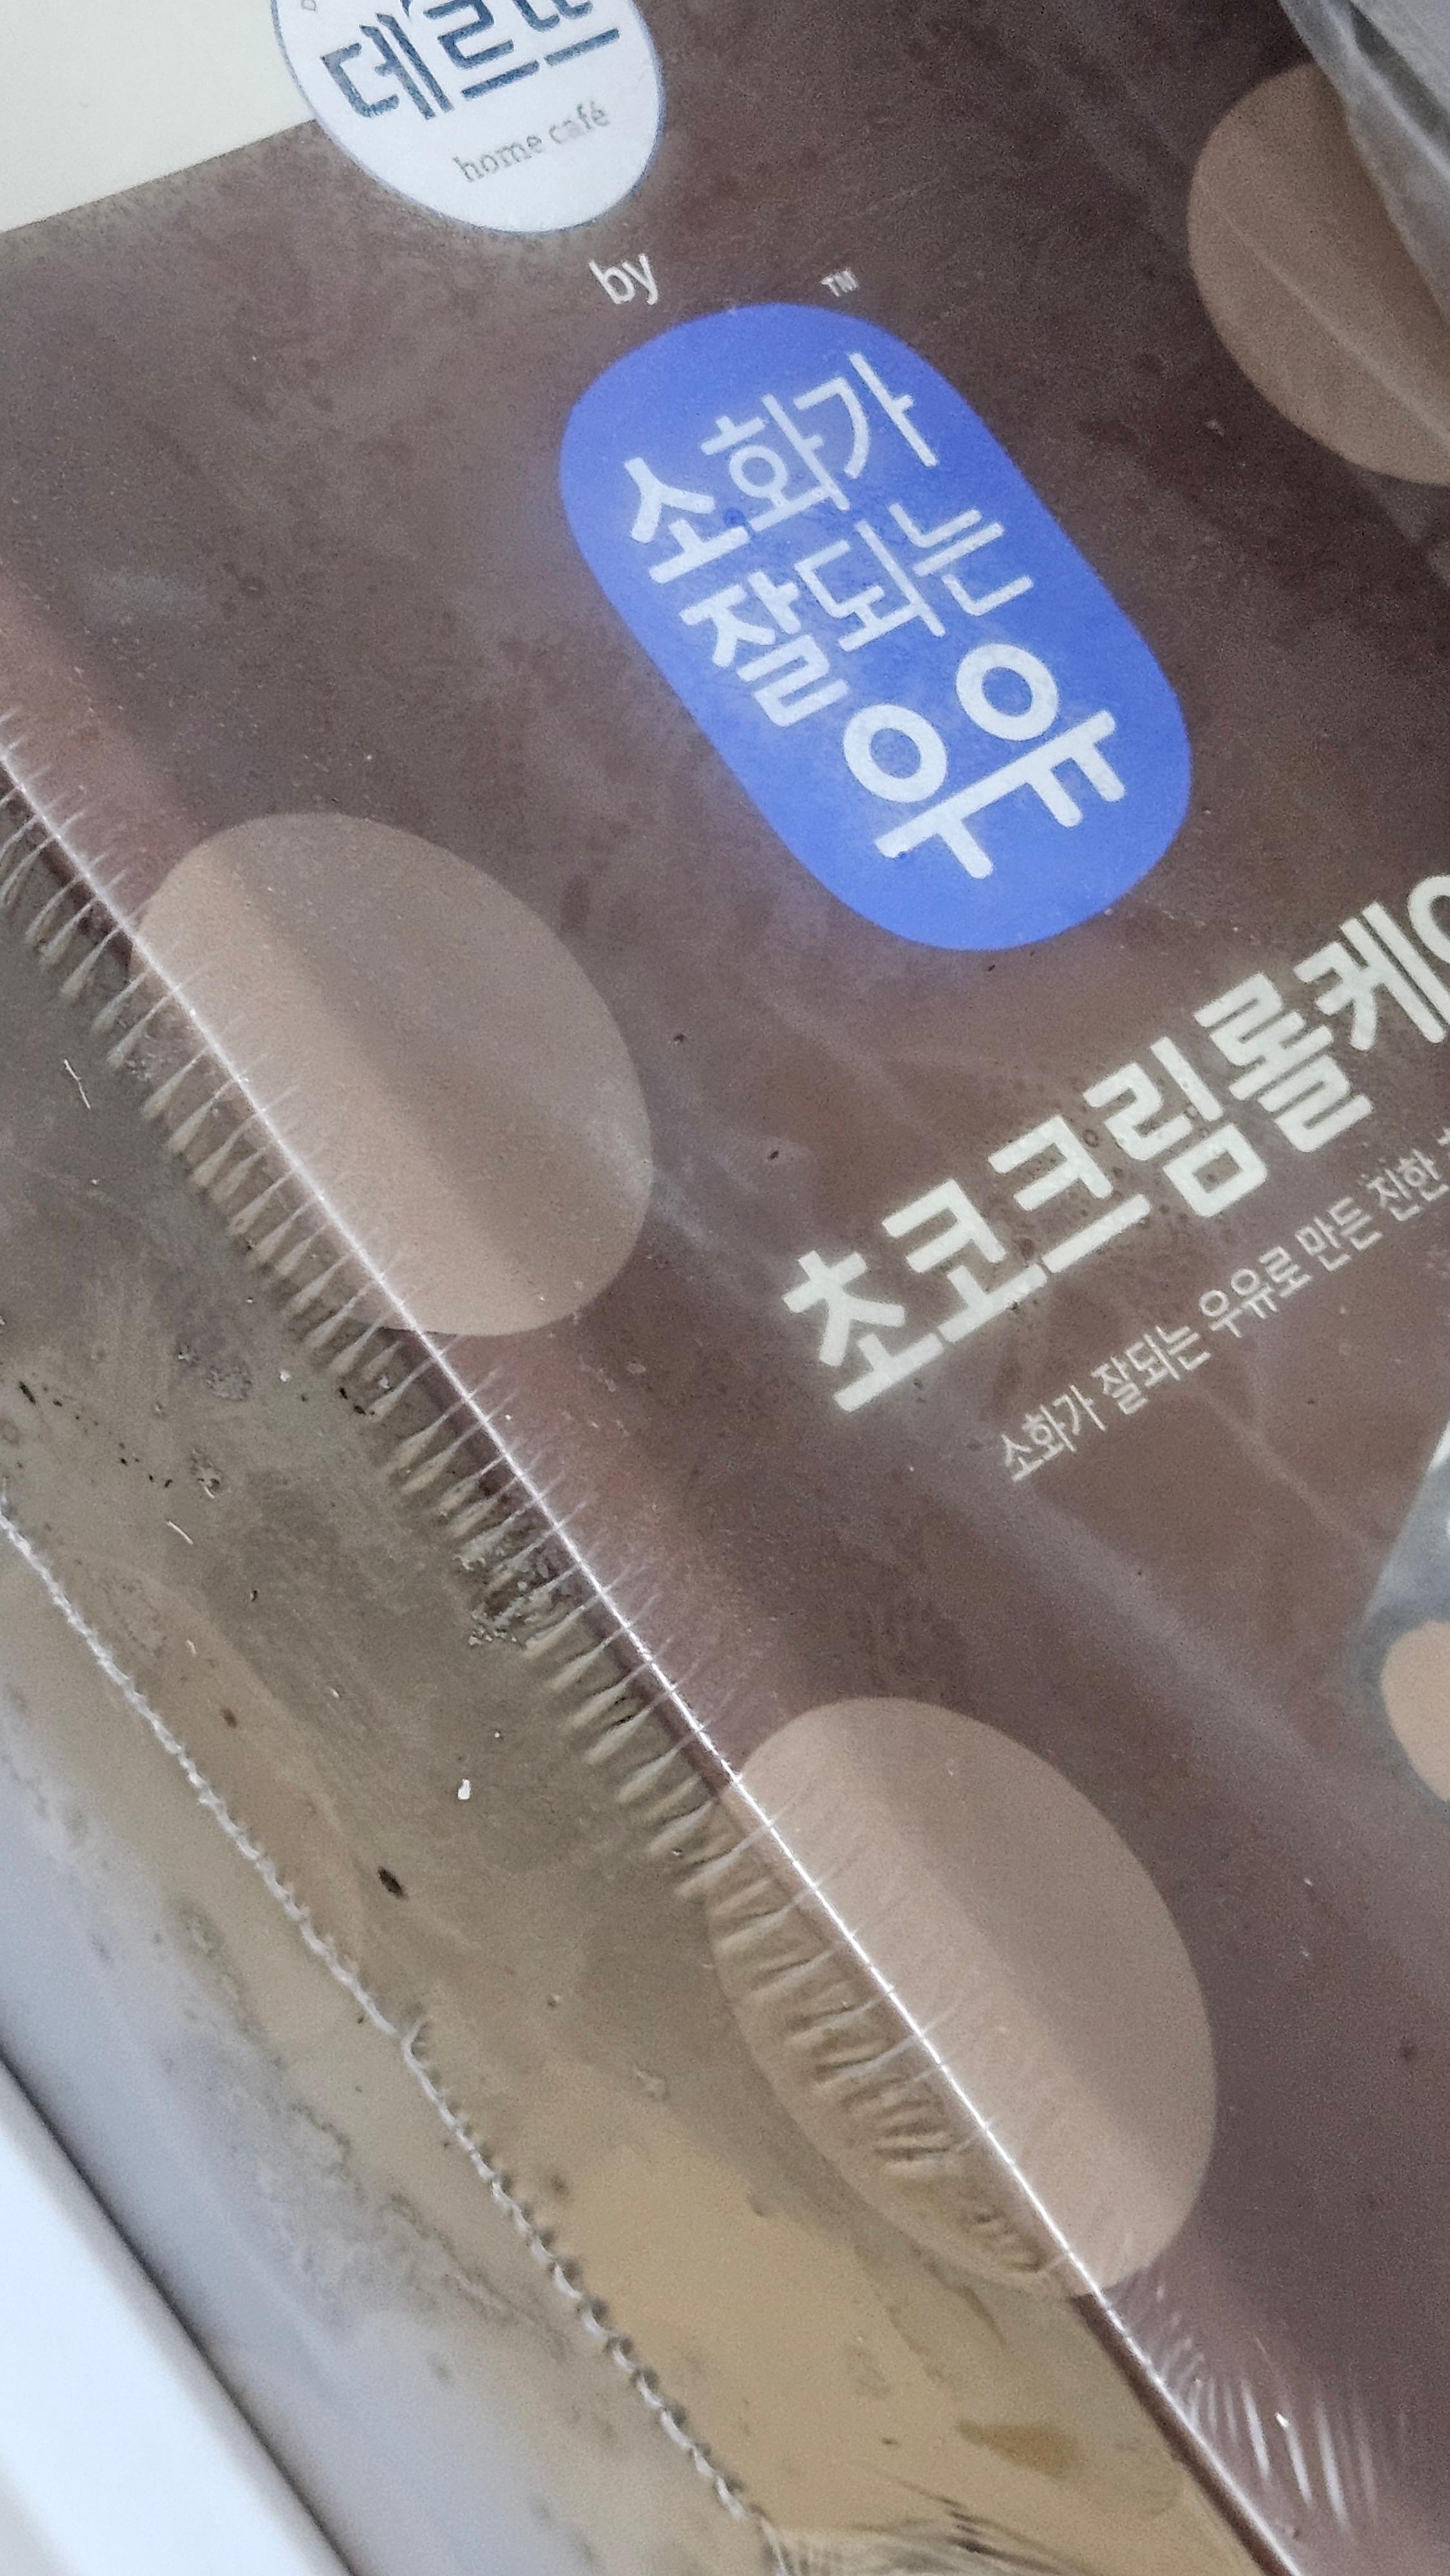 home café
by
TM
소화가
잘되는
우유
초코크림롤케
소화가 잘되는 우유로 만든 진한